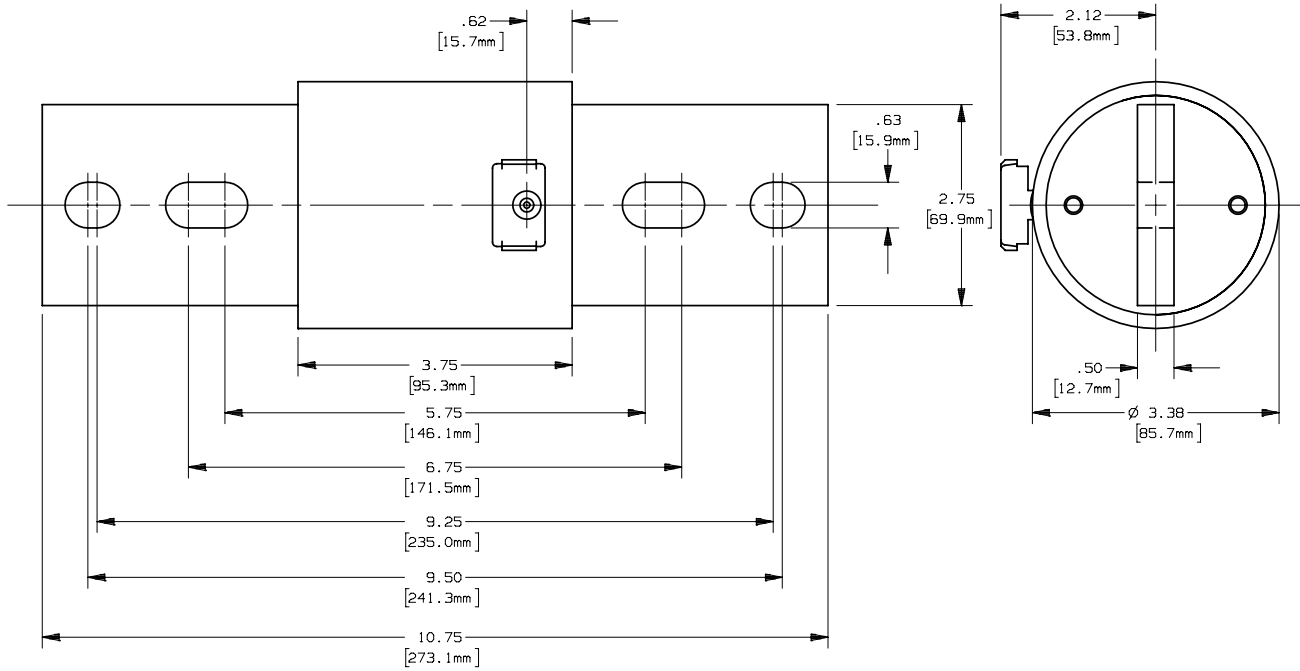 .62
[15.7mm]
2.12
[53.8mm]
.63
[15.9mm]
2.75
[69.9mm]
3.75
[95.3mm]
.50
[12.7mm]
5.75
[146.1mm]
Ø 3.38
[85.7mm]
6.75
[171.5mm]
9.25
[235.0mm]
9.50
[241.3mm]
10.75
[273.1mm]